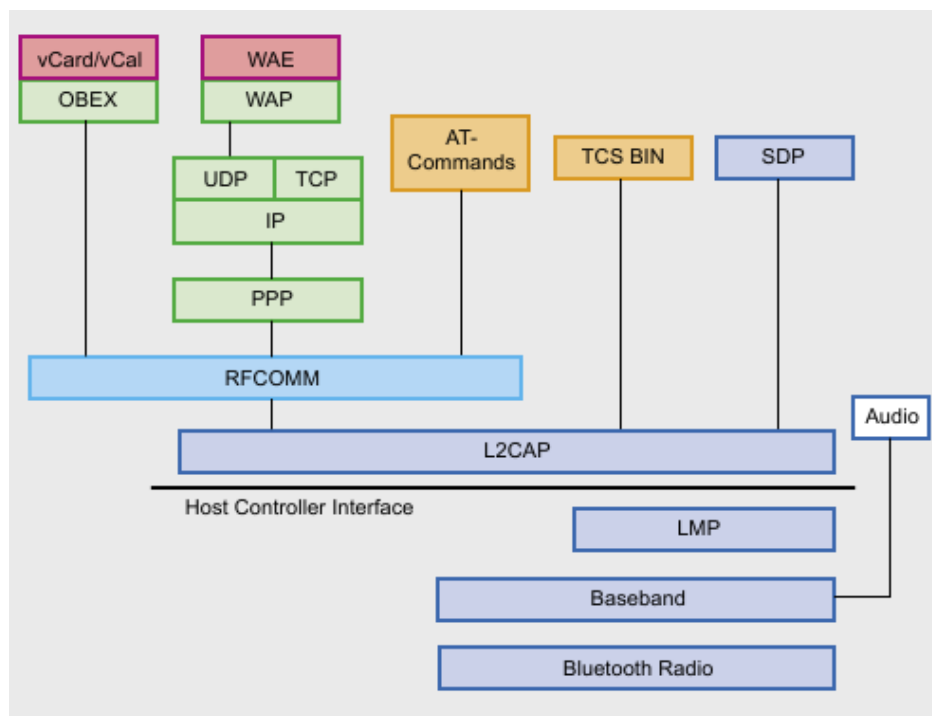 vCard/vCal
WAE
OBEX
WAP
AT-
Commands
TCS BIN
SDP
UDP
TCP
IP
PPP
RFCOMM
Audio
L2CAP
Host Controller Interface
LMP
Baseband
Bluetooth Radio